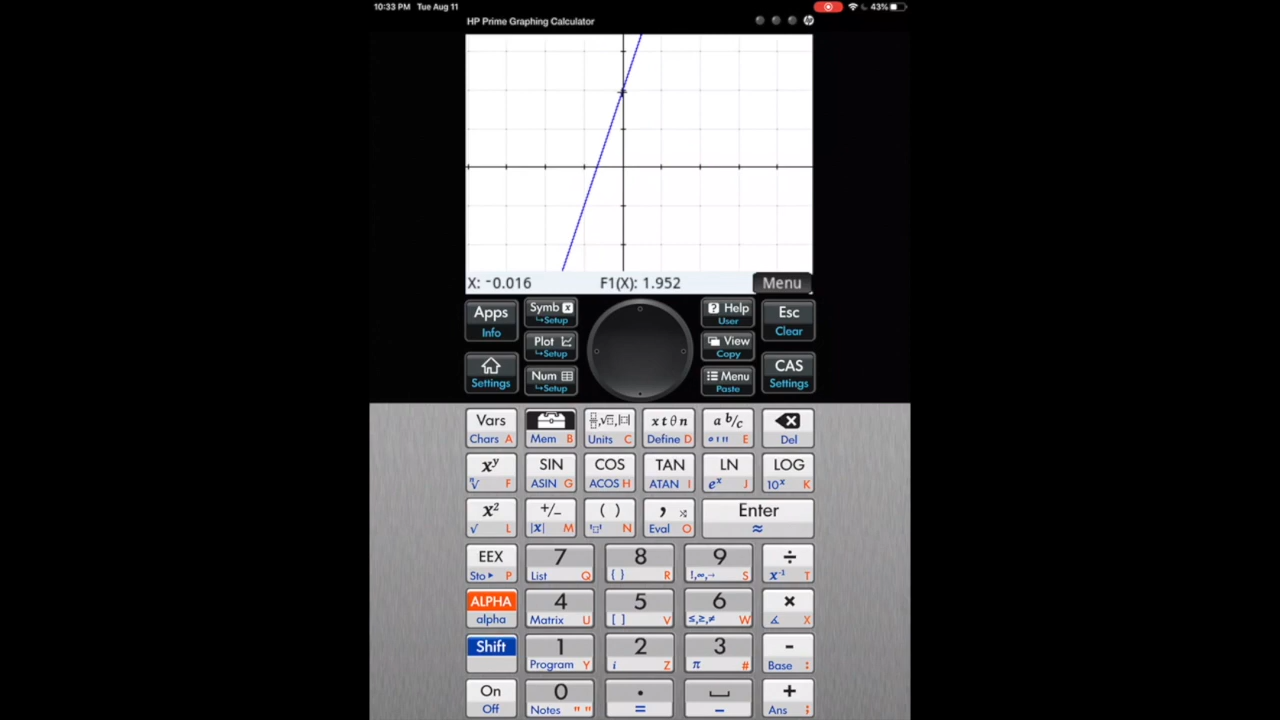 10:33 PM Tue Aug 11 43%
HP Prime Graphing Calculator
X: -0.016 F1(X): 1.952 Menu
Apps Symb x Help Esc
Info ↳Setup User Clear
Plot View
↳Setup Copy
Settings Num Menu CAS
↳Setup Paste Settings
Vars x t θ n a b/c
Chars A Mem B Units C Define D ° ' " E Del
x^y SIN COS TAN LN LOG
ⁿ√ F ASIN G ACOS H ATAN I e^x J 10^x K
x² +/- ( ) , Enter
√ L |x| M N Eval O ≈
EEX 7 8 9 ÷
Sto ▸ P List Q { } R !,∞,→ S x⁻¹ T
ALPHA 4 5 6 ×
alpha Matrix U [ ] V ≤,≥,≠ W ∡ X
Shift 1 2 3 -
Program Y i Z π # Base :
On 0 . +
Off Notes " " = _ Ans ;